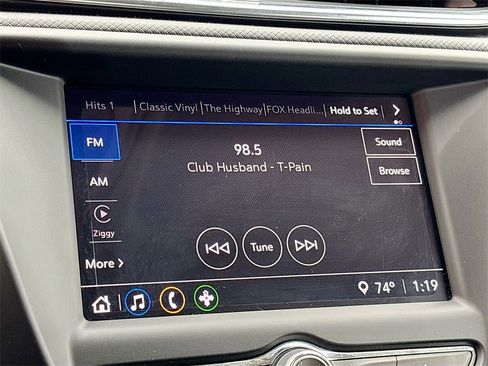 Hits 1 Classic Vinyl The Highway FOX Headli... Hold to Set
FM
98.5
Sound
Club Husband - T-Pain
Browse
AM
Ziggy
Tune
More
74° 1:19